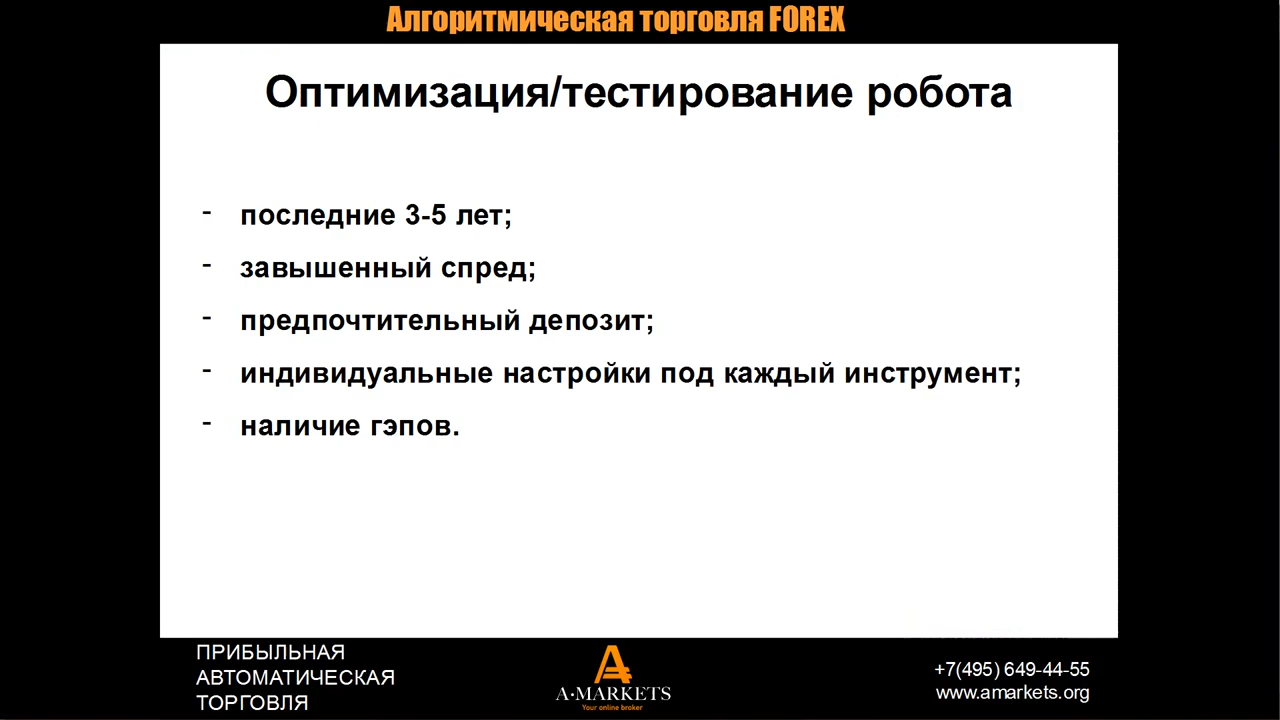 Алгоритмическая торговля FOREX
Оптимизация/тестирование робота
- последние 3-5 лет;
- завышенный спред;
- предпочтительный депозит;
- индивидуальные настройки под каждый инструмент;
- наличие гэпов.
ПРИБЫЛЬНАЯ
АВТОМАТИЧЕСКАЯ
ТОРГОВЛЯ
A·MARKETS
Your online broker
+7(495) 649-44-55
www.amarkets.org